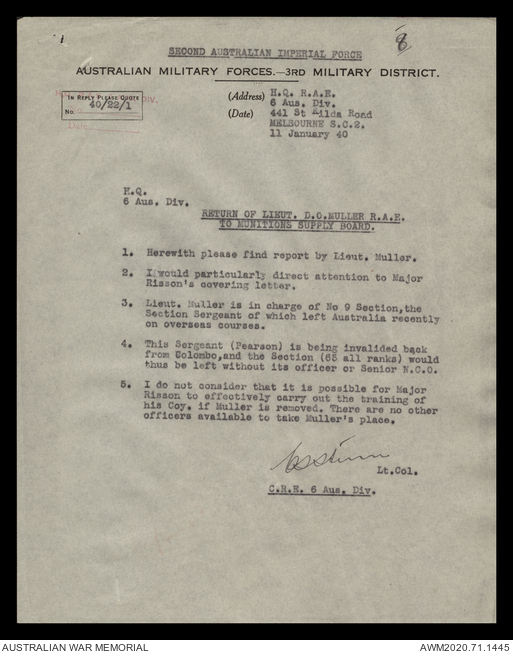 8
SECOND AUSTRALIAN IMPERIAL FORCE
AUSTRALIAN MILITARY FORCES.—3RD MILITARY DISTRICT.
IN REPLY PLEASE QUOTE
No. 40/22/1
DIV.
(Address) H.Q. R.A.E.
6 Aus. Div.
(Date) 441 St Kilda Road
MELBOURNE S.C.2.
11 January 40
H.Q.
6 Aus. Div.
RETURN OF LIEUT. D.O.MULLER R.A.E.
TO MUNITIONS SUPPLY BOARD.
1. Herewith please find report by Lieut. Muller.
2. I would particularly direct attention to Major
Risson's covering letter.
3. Lieut. Muller is in charge of No 9 Section,the
Section Sergeant of which left Australia recently
on overseas courses.
4. This Sergeant (Pearson) is being invalided back
from Colombo,and the Section (65 all ranks) would
thus be left without its officer or Senior N.C.O.
5. I do not consider that it is possible for Major
Risson to effectively carry out the training of
his Coy. if Muller is removed. There are no other
officers available to take Muller's place.
Lt.Col.
C.R.E. 6 Aus. Div.
AUSTRALIAN WAR MEMORIAL
AWM2020.71.1445